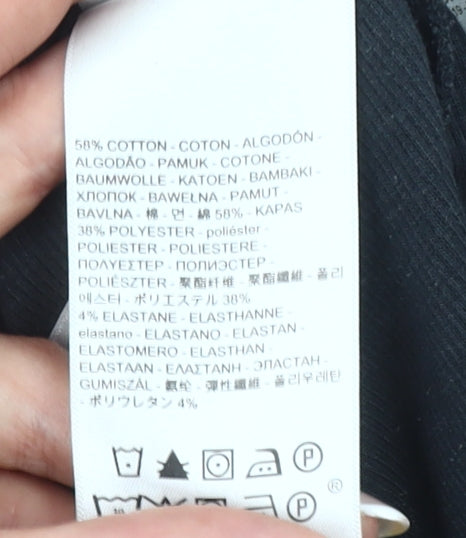 58% COTTON - COTON - ALGODÓN -
ALGODÃO - PAMUK - COTONE -
BAUMWOLLE - KATOEN - BAMBAKI -
ХЛОПОК - BAWEŁNA - PAMUT -
BAVLNA - 棉 - 면 - 綿 58% - KAPAS
38% POLYESTER - poliéster -
POLIESTER - POLIESTERE -
ΠΟΛΥΕΣΤΕΡ - ПОЛИЭСТЕР -
POLIÉSZTER - 聚酯纤维 - 聚酯纖維 - 폴리
에스터 - ポリエステル 38%
4% ELASTANE - ELASTHANNE -
elastano - ELASTANO - ELASTAN -
ELASTOMERO - ELASTHAN -
ELASTAAN - ΕΛΑΣΤΑΝΗ - ЭЛАСТАН -
GUMISZÁL - 氨纶 - 彈性纖維 - 폴리우레탄
- ポリウレタン 4%
P
®
P